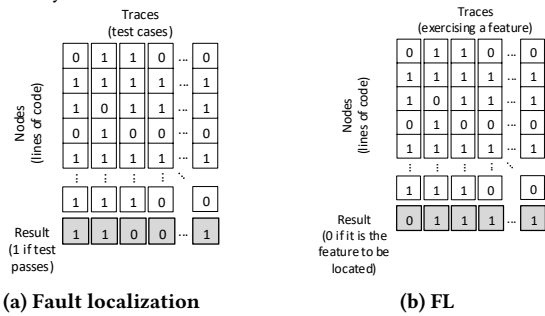 Traces
(test cases)
Nodes
(lines of code)
0 1 1 0 ... 0
1 1 1 1 ... 1
1 0 1 1 ... 1
0 1 0 0 ... 0
1 1 1 1 ... 1
1 1 1 0 0
Result
(1 if test
passes)
1 1 0 0 ... 1
(a) Fault localization
Traces
(exercising a feature)
Nodes
(lines of code)
0 1 1 1 ... 0
1 1 1 1 ... 1
1 0 1 1 ... 1
0 1 0 0 ... 0
1 1 1 1 ... 1
1 1 1 0 0
Result
(0 if it is the
feature to be
located)
0 1 1 1 ... 1
(b) FL